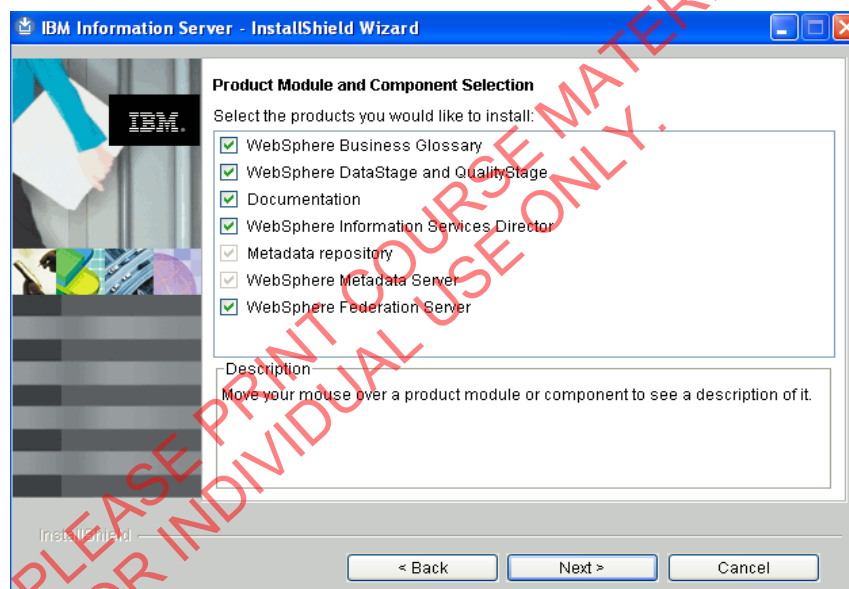 IBM Information Server - InstallShield Wizard
IBM.
Product Module and Component Selection
Select the products you would like to install:
WebSphere Business Glossary
WebSphere DataStage and QualityStage
Documentation
WebSphere Information Services Director
Metadata repository
WebSphere Metadata Server
WebSphere Federation Server
Description
Move your mouse over a product module or component to see a description of it.
InstallShield
< Back
Next >
Cancel
PLEASE PRINT COURSE MATER
OR INDIVIDUAL USE ONLY.